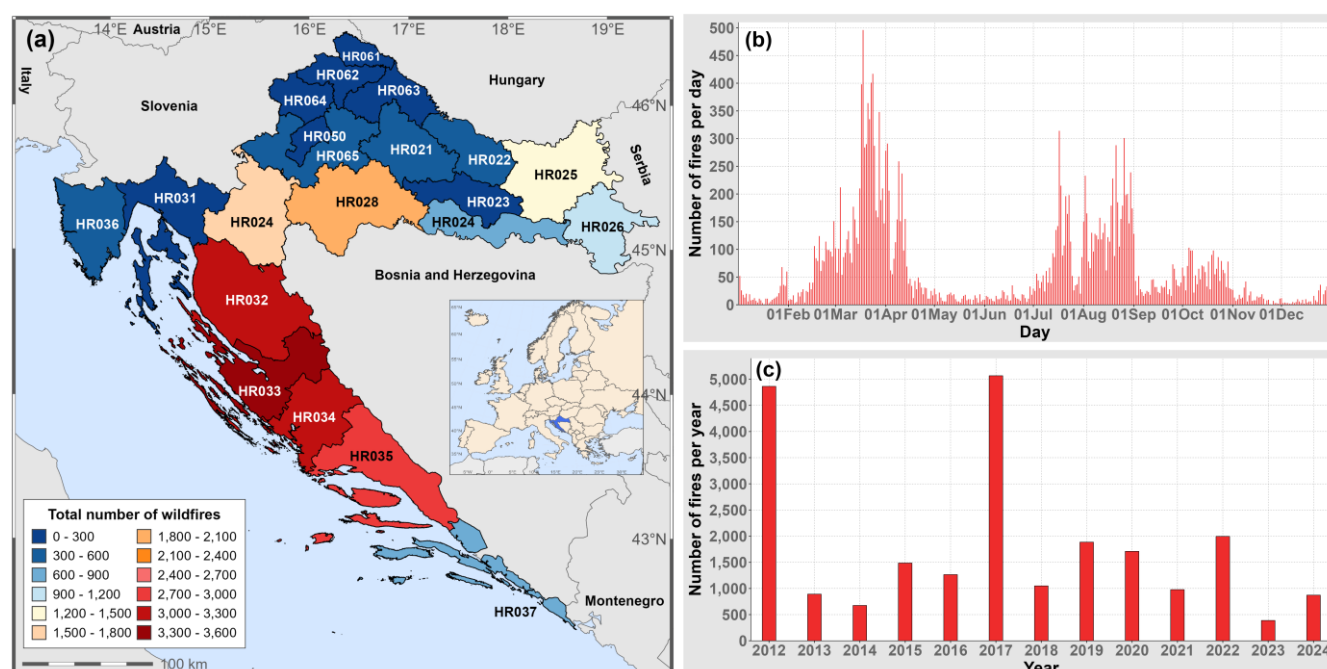 (a)
14°E
15°E
16°E
17°E
18°E
19°E
Austria
Italy
Slovenia
Hungary
Serbia
Bosnia and Herzegovina
Montenegro
46°N
45°N
44°N
43°N
HR061
HR062
HR064
HR063
HR050
HR065
HR021
HR022
HR025
HR031
HR036
HR024
HR028
HR023
HR024
HR026
HR032
HR033
HR034
HR035
HR037
Total number of wildfires
0 - 300
300 - 600
600 - 900
900 - 1,200
1,200 - 1,500
1,500 - 1,800
1,800 - 2,100
2,100 - 2,400
2,400 - 2,700
2,700 - 3,000
3,000 - 3,300
3,300 - 3,600
100 km
(b)
Number of fires per day
500
450
400
350
300
250
200
150
100
50
0
01Feb 01Mar 01Apr 01May 01Jun 01Jul 01Aug 01Sep 01Oct 01Nov 01Dec
Day
(c)
Number of fires per year
5,000
4,500
4,000
3,500
3,000
2,500
2,000
1,500
1,000
500
0
2012 2013 2014 2015 2016 2017 2018 2019 2020 2021 2022 2023 2024
Year